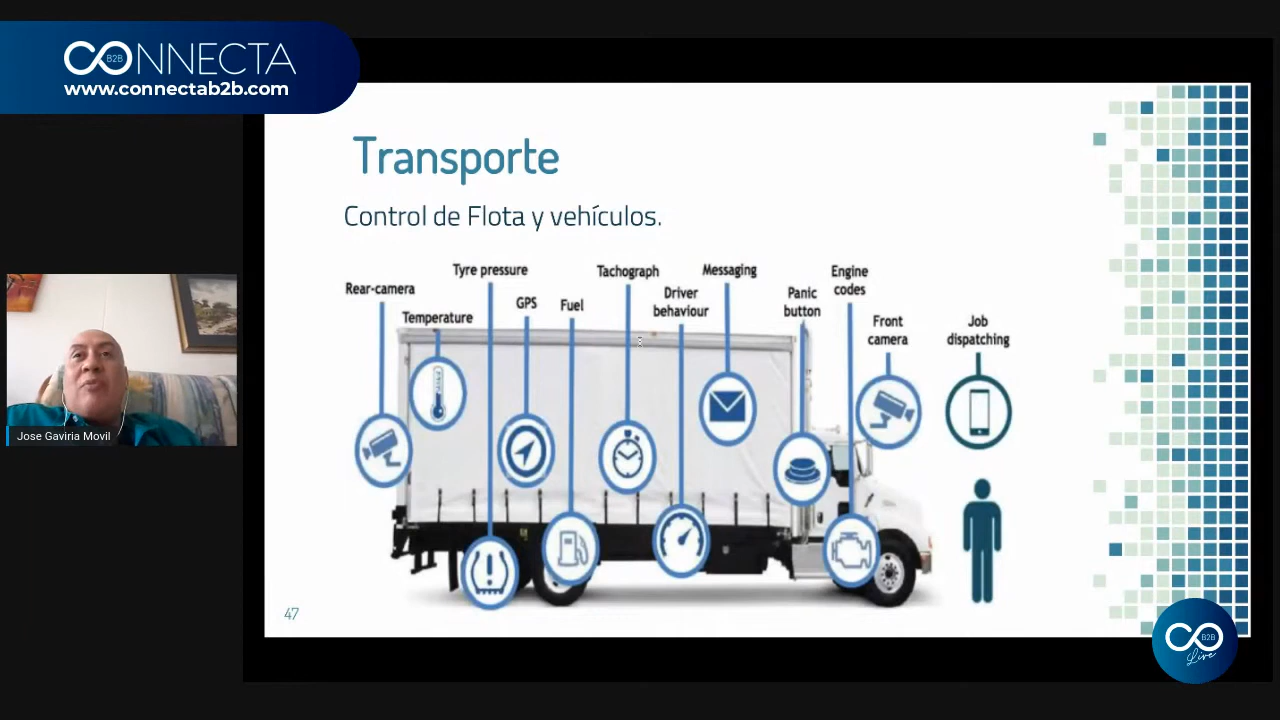 CONNECTA
B2B
www.connectab2b.com
Transporte
Control de Flota y vehículos.
Rear-camera
Temperature
Tyre pressure
GPS
Fuel
Tachograph
Driver
behaviour
Messaging
Panic
button
Engine
codes
Front
camera
Job
dispatching
Jose Gaviria Movil
47
CO
B2B
Live